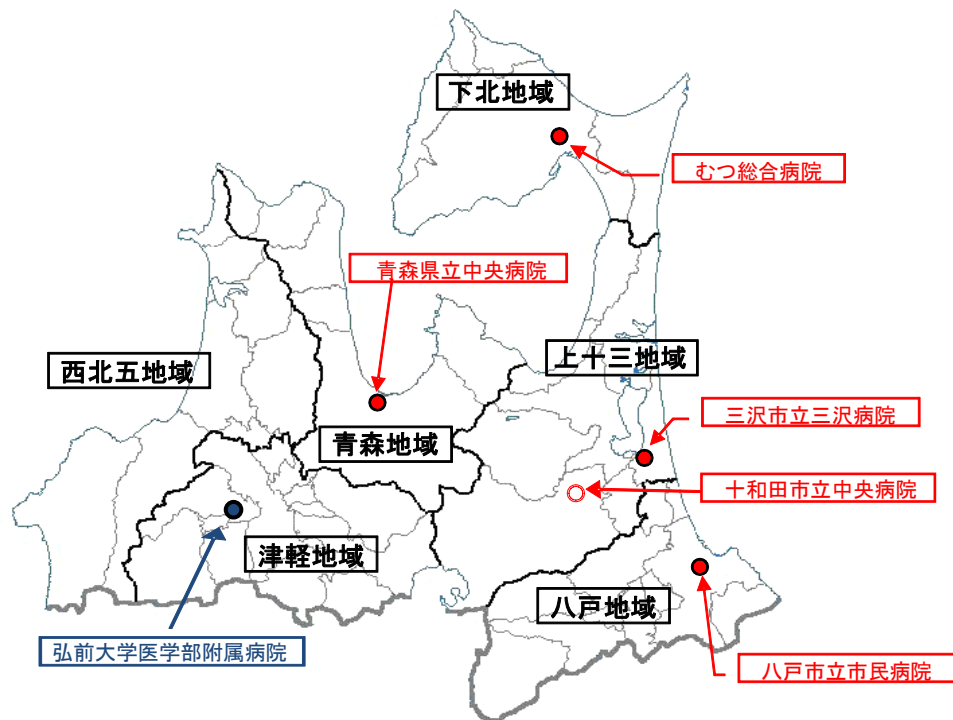 下北地域
むつ総合病院
青森県立中央病院
上十三地域
西北五地域
三沢市立三沢病院
青森地域
十和田市立中央病院
津軽地域
八戸地域
弘前大学医学部附属病院
八戸市立市民病院